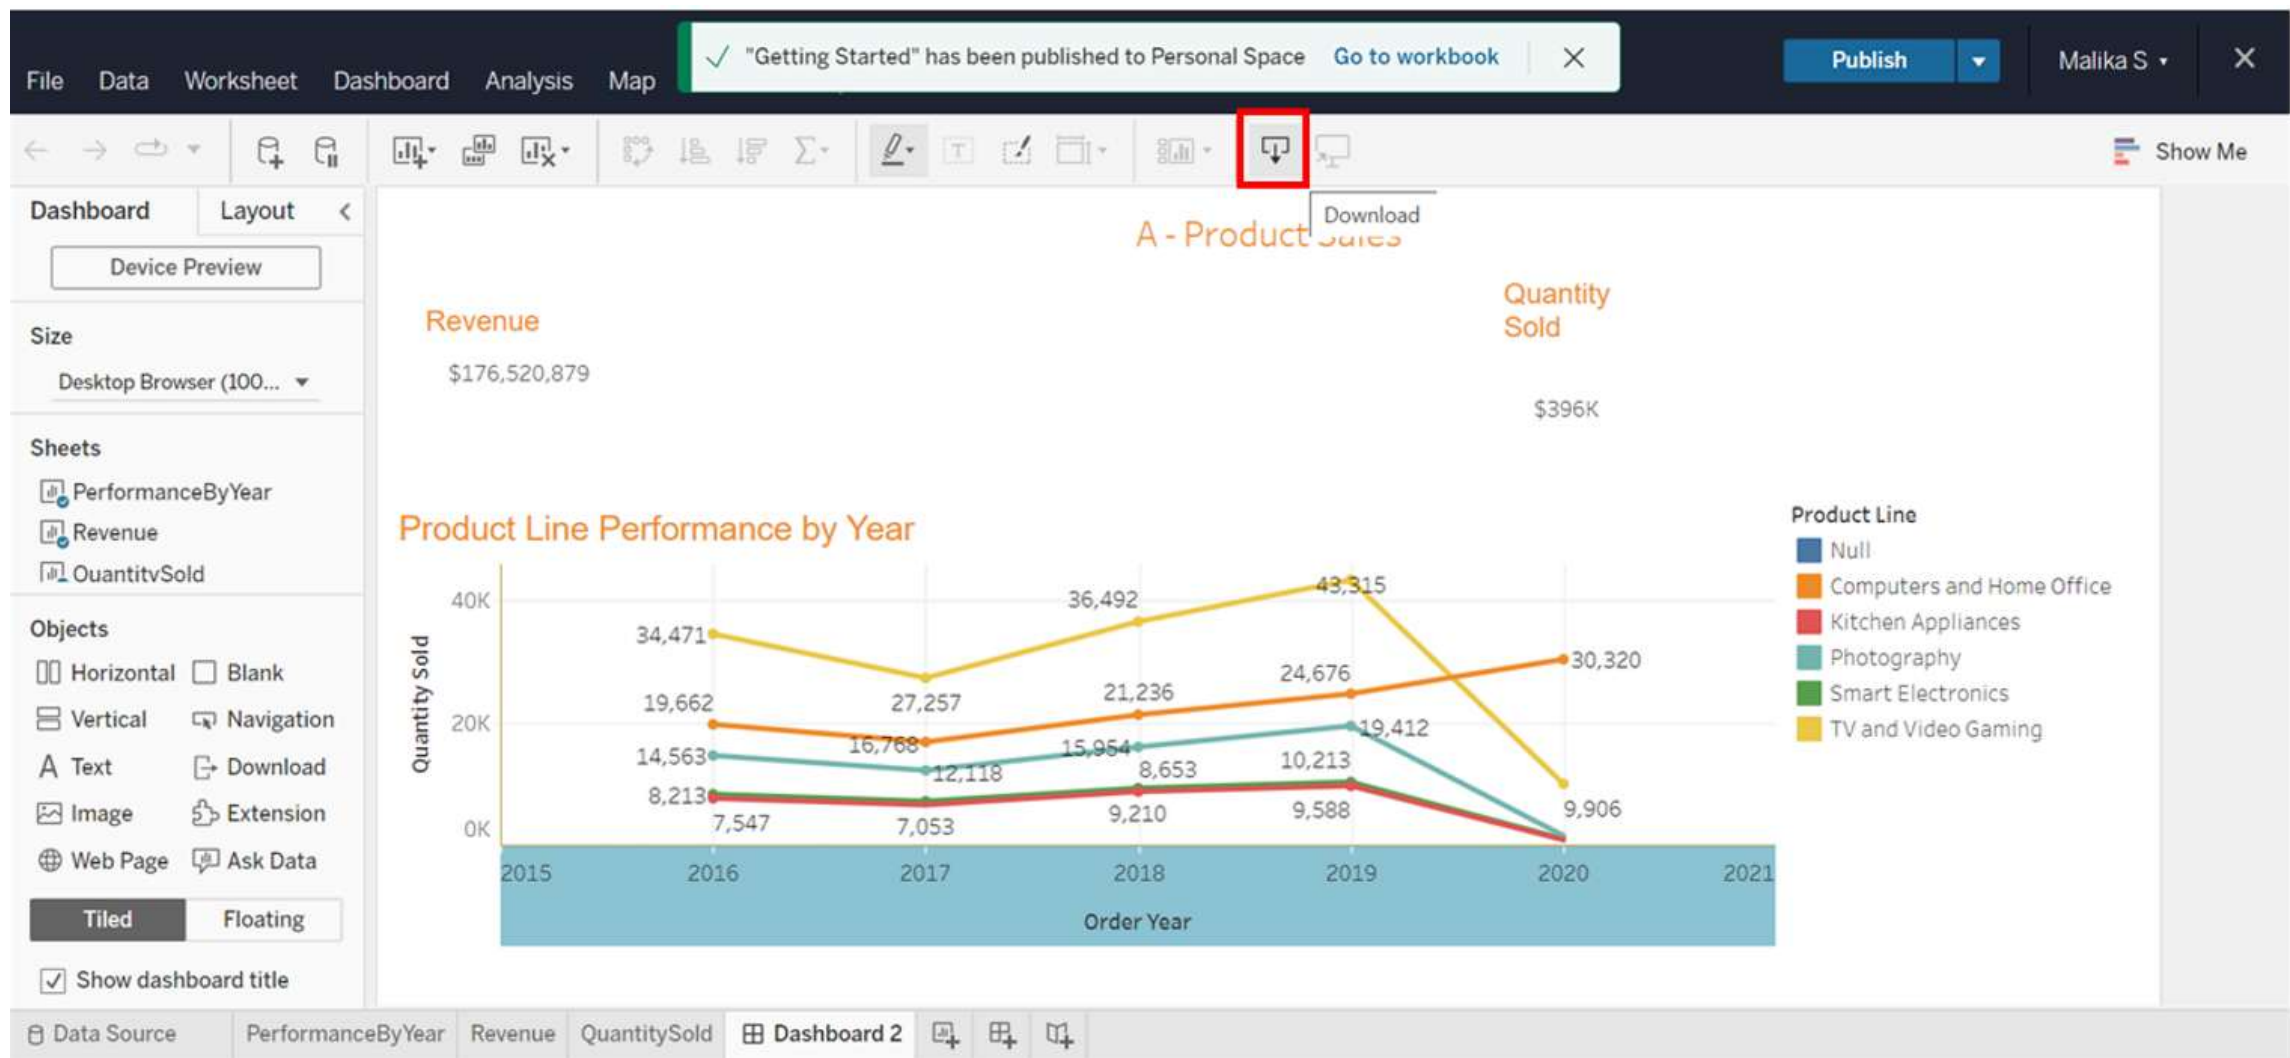 "Getting Started" has been published to Personal Space Go to workbook
File Data Worksheet Dashboard Analysis Map
Publish
Malika S
Show Me
Dashboard Layout
Download
Device Preview
A - Product Sales
Size
Desktop Browser (100...
Sheets
PerformanceByYear
Revenue
QuantitySold
Objects
Horizontal Blank
Vertical Navigation
Text Download
Image Extension
Web Page Ask Data
Tiled Floating
Show dashboard title
Revenue
$176,520,879
Quantity
Sold
$396K
Product Line Performance by Year
Quantity Sold
40K
20K
0K
34,471
27,257
36,492
43,315
9,906
19,662
16,768
21,236
24,676
30,320
14,563
12,118
15,954
19,412
8,213
8,653
10,213
7,547
7,053
9,210
9,588
2015 2016 2017 2018 2019 2020 2021
Order Year
Product Line
Null
Computers and Home Office
Kitchen Appliances
Photography
Smart Electronics
TV and Video Gaming
Data Source PerformanceByYear Revenue QuantitySold Dashboard 2